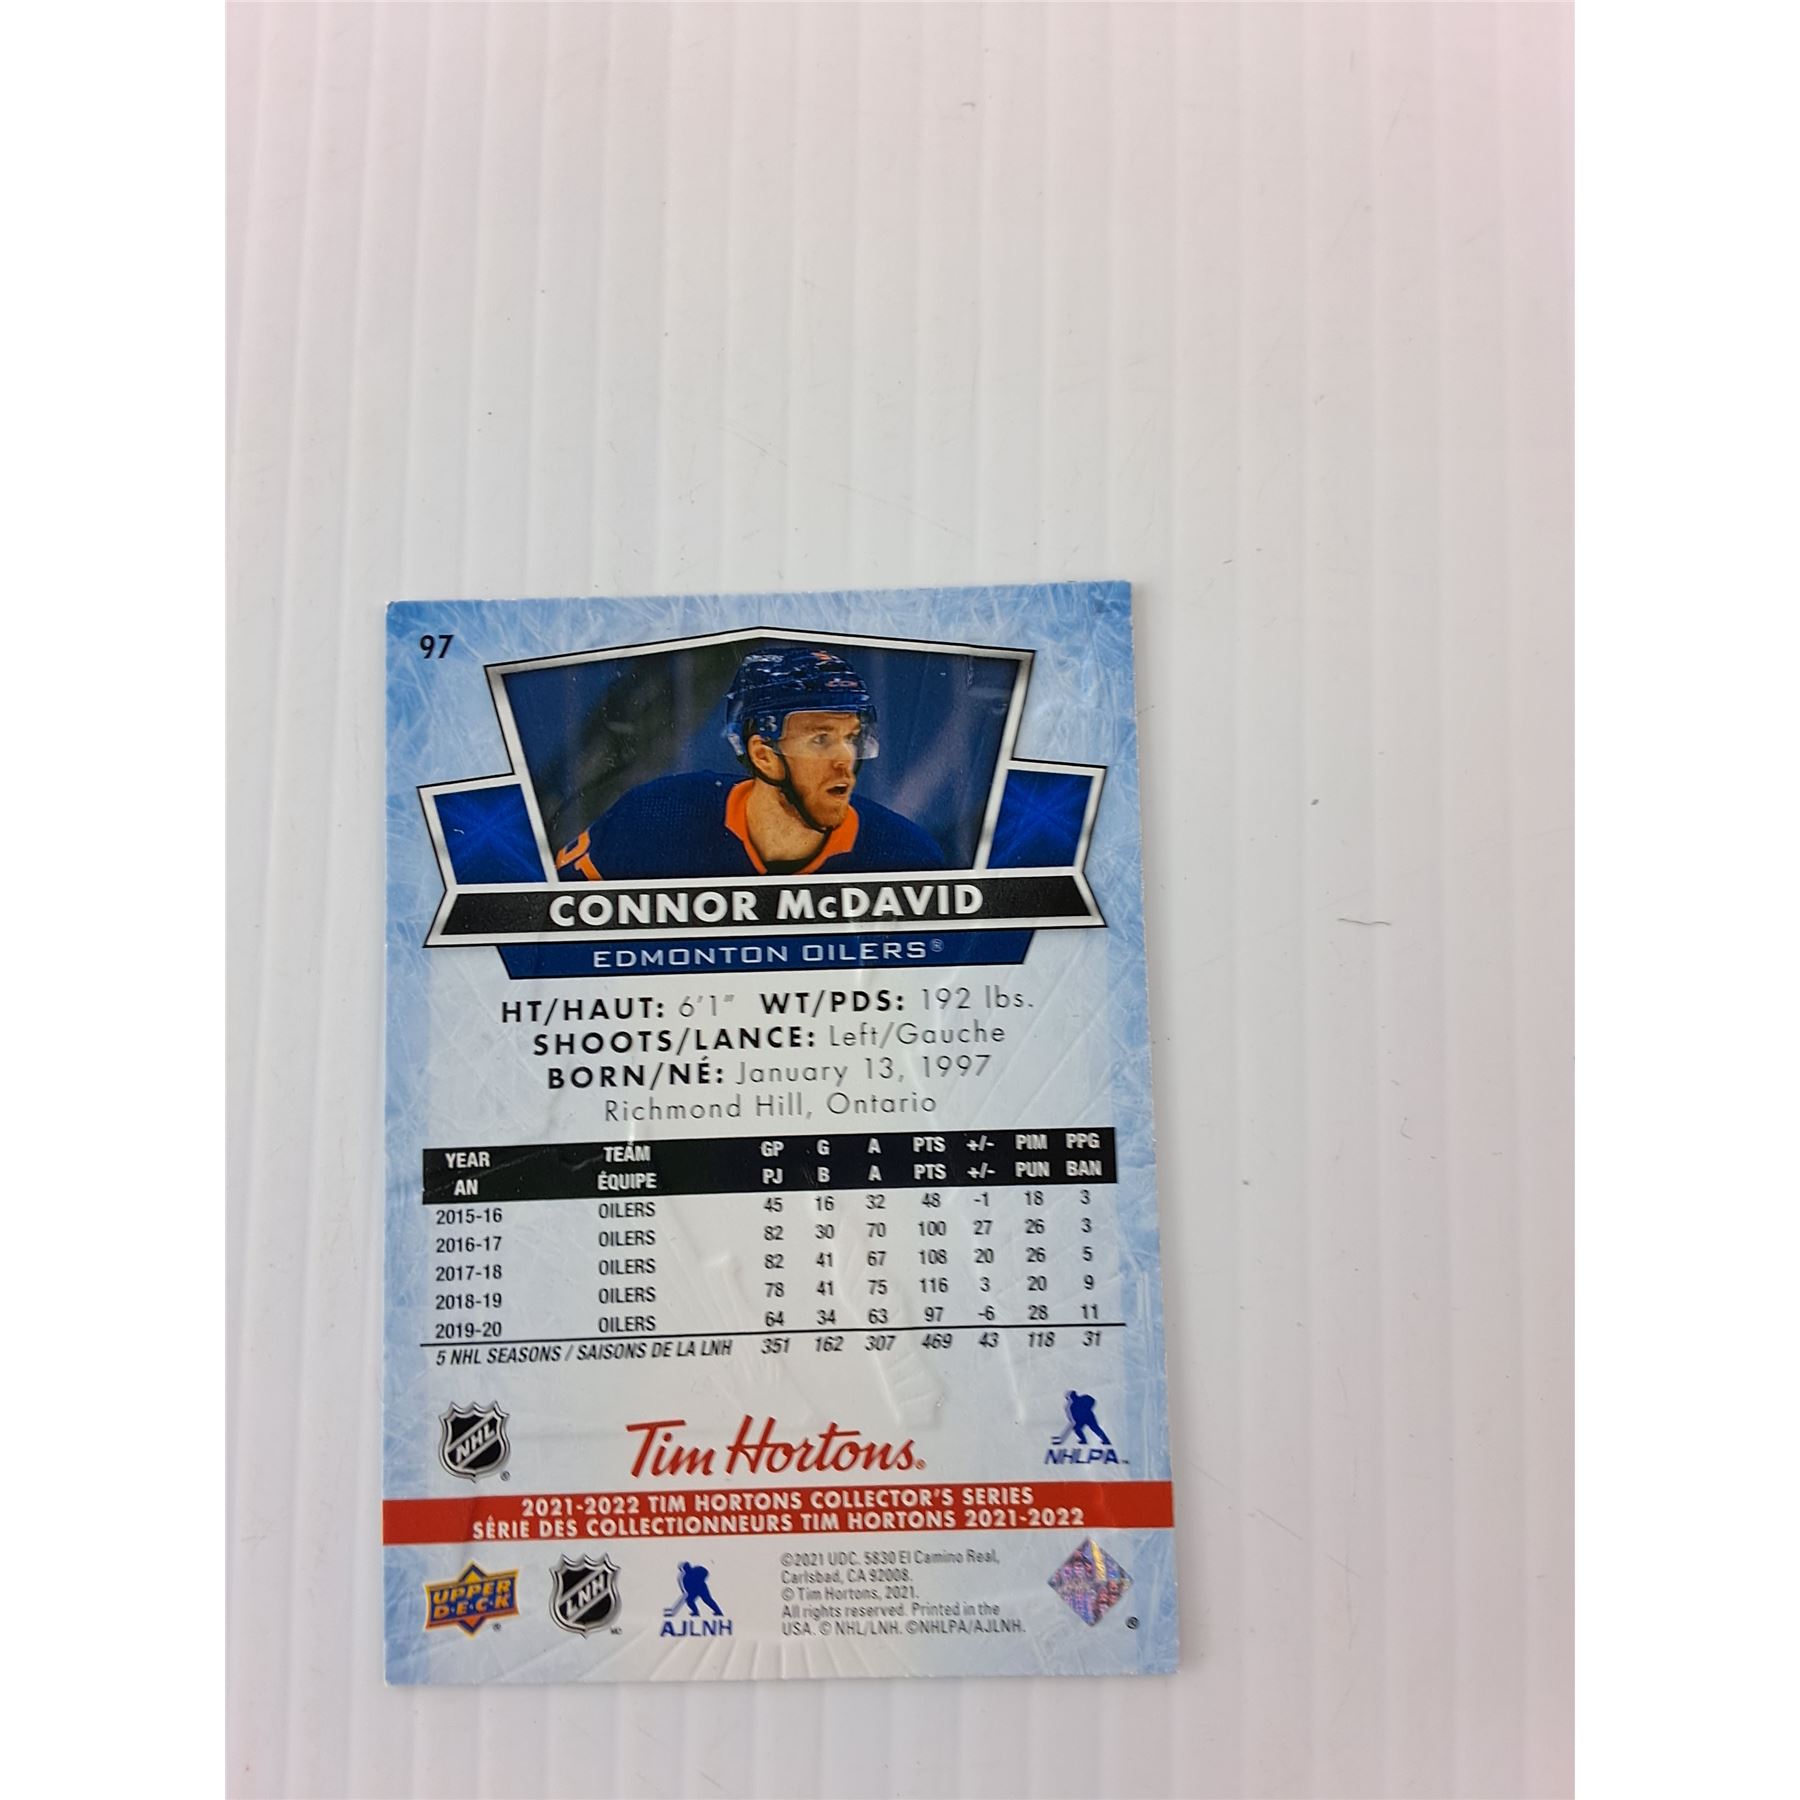 97
CCM
CONNOR McDAVID
EDMONTON OILERS®
HT/HAUT: 6'1" WT/PDS: 192 lbs.
SHOOTS/LANCE: Left/Gauche
BORN/NÉ: January 13, 1997
Richmond Hill, Ontario
YEAR TEAM GP G A PTS +/- PIM PPG
AN ÉQUIPE PJ B A PTS +/- PUN BAN
2015-16 OILERS 45 16 32 48 -1 18 3
2016-17 OILERS 82 30 70 100 27 26 3
2017-18 OILERS 82 41 67 108 20 26 5
2018-19 OILERS 78 41 75 116 3 20 9
2019-20 OILERS 64 34 63 97 -6 28 11
5 NHL SEASONS / SAISONS DE LA LNH 351 162 307 469 43 118 31
NHL ®
Tim Hortons®
NHLPA™
2021-2022 TIM HORTONS COLLECTOR'S SERIES
SÉRIE DES COLLECTIONNEURS TIM HORTONS 2021-2022
UPPER DECK ®
LNH MD
AJLNH
©2021 UDC. 5830 El Camino Real,
Carlsbad, CA 92008.
© Tim Hortons, 2021.
All rights reserved. Printed in the
USA. © NHL/LNH. ©NHLPA/AJLNH.
®